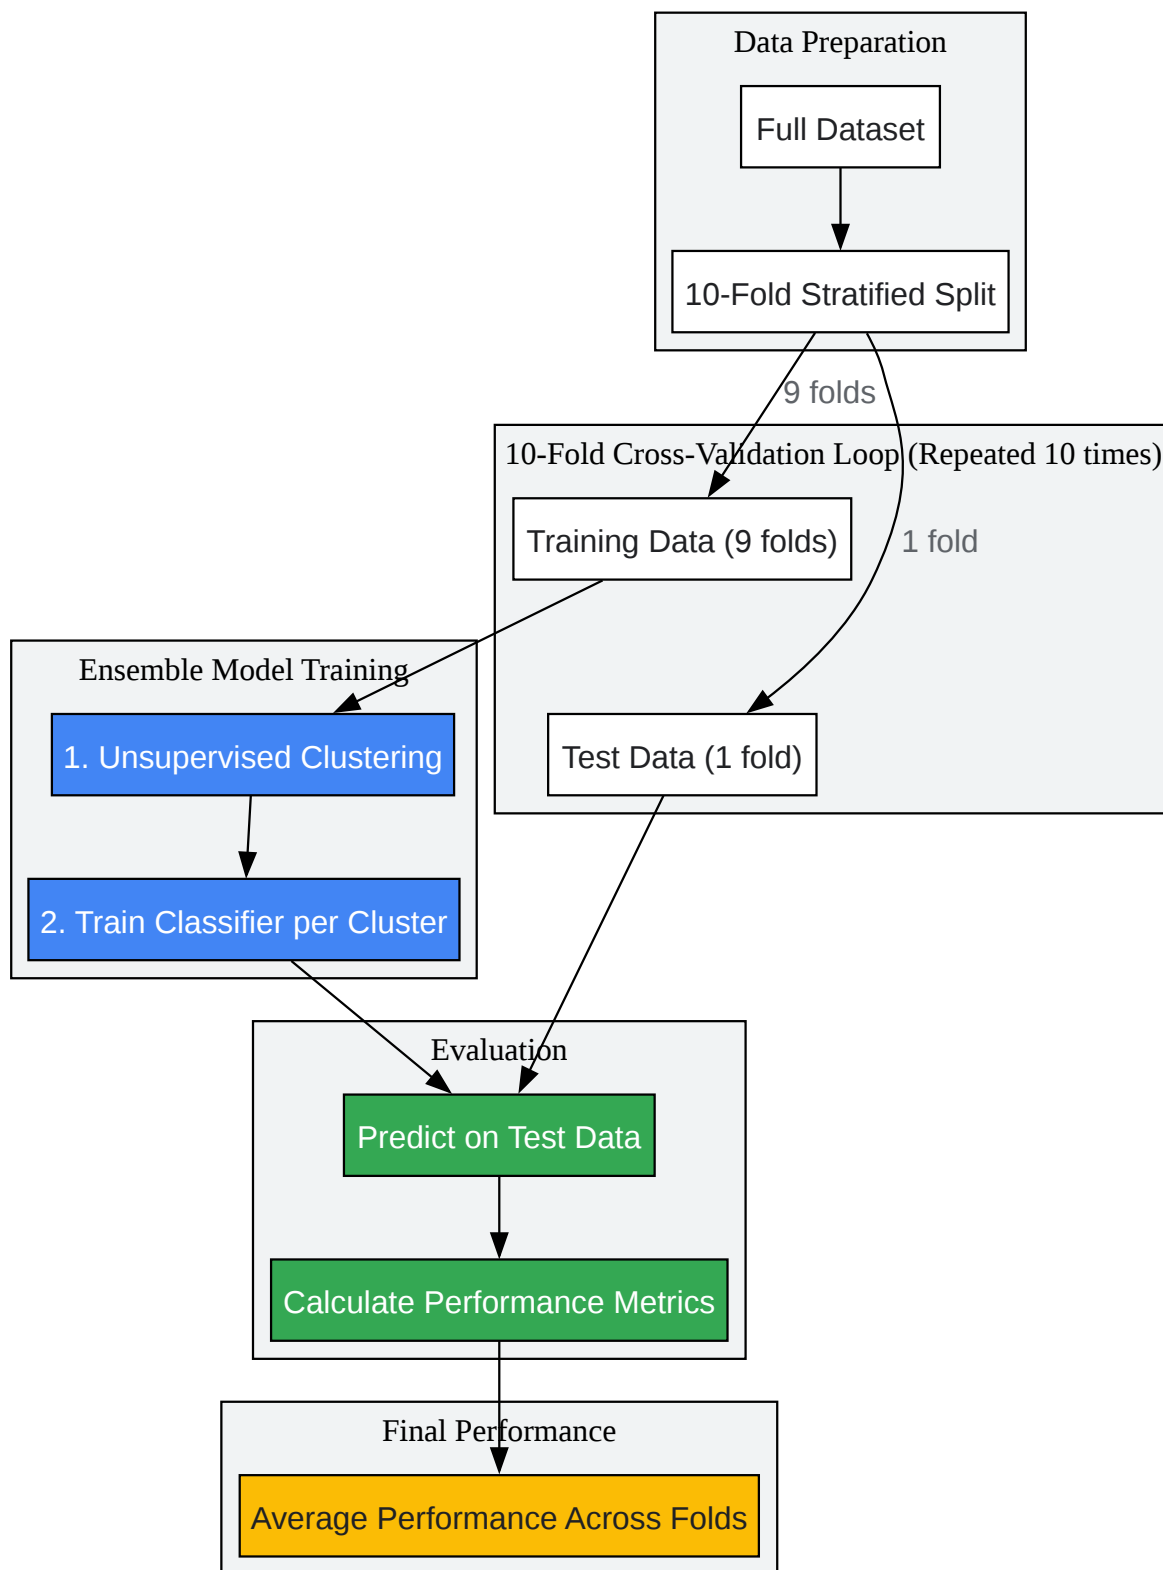 Data Preparation
Full Dataset
10-Fold Stratified Split
9 folds
10-Fold Cross-Validation Loop (Repeated 10 times)
Training Data (9 folds)
1 fold
Ensemble Model Training
1. Unsupervised Clustering
Test Data (1 fold)
2. Train Classifier per Cluster
Evaluation
Predict on Test Data
Calculate Performance Metrics
Final Performance
Average Performance Across Folds